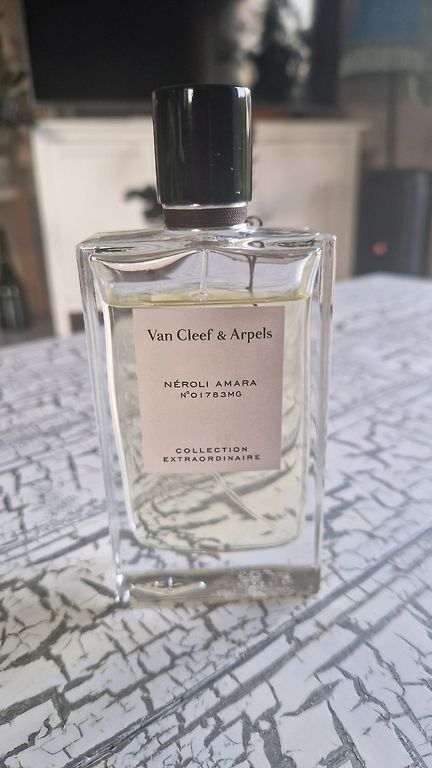 Van Cleef & Arpels
NÉROLI AMARA
N°01783MG
COLLECTION
EXTRAORDINAIRE